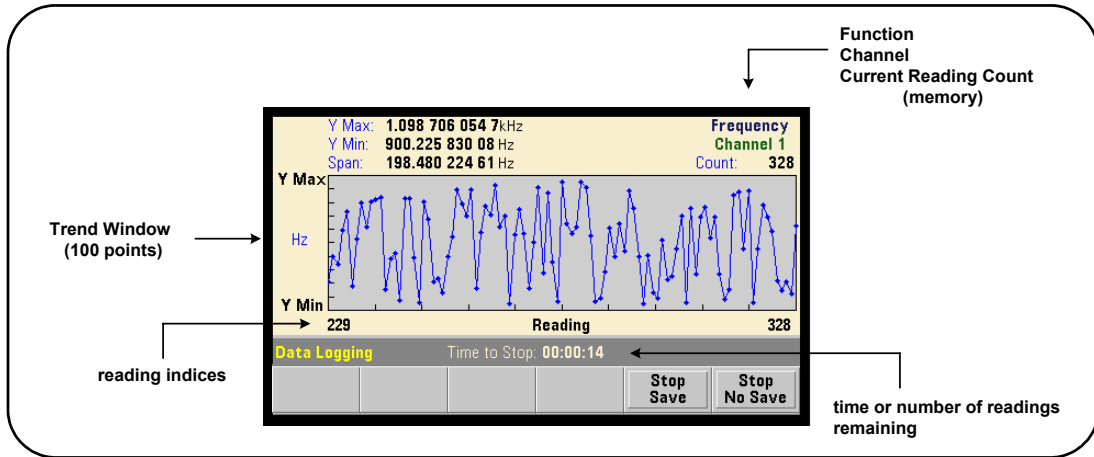 Function
Channel
Current Reading Count
(memory)
Y Max: 1.098 706 054 7kHz
Y Min: 900.225 830 08 Hz
Span: 198.480 224 61 Hz
Frequency
Channel 1
Count: 328
Y Max
Hz
Y Min
229 Reading 328
Trend Window
(100 points)
reading indices
Data Logging Time to Stop: 00:00:14
Stop
Save
Stop
No Save
time or number of readings
remaining